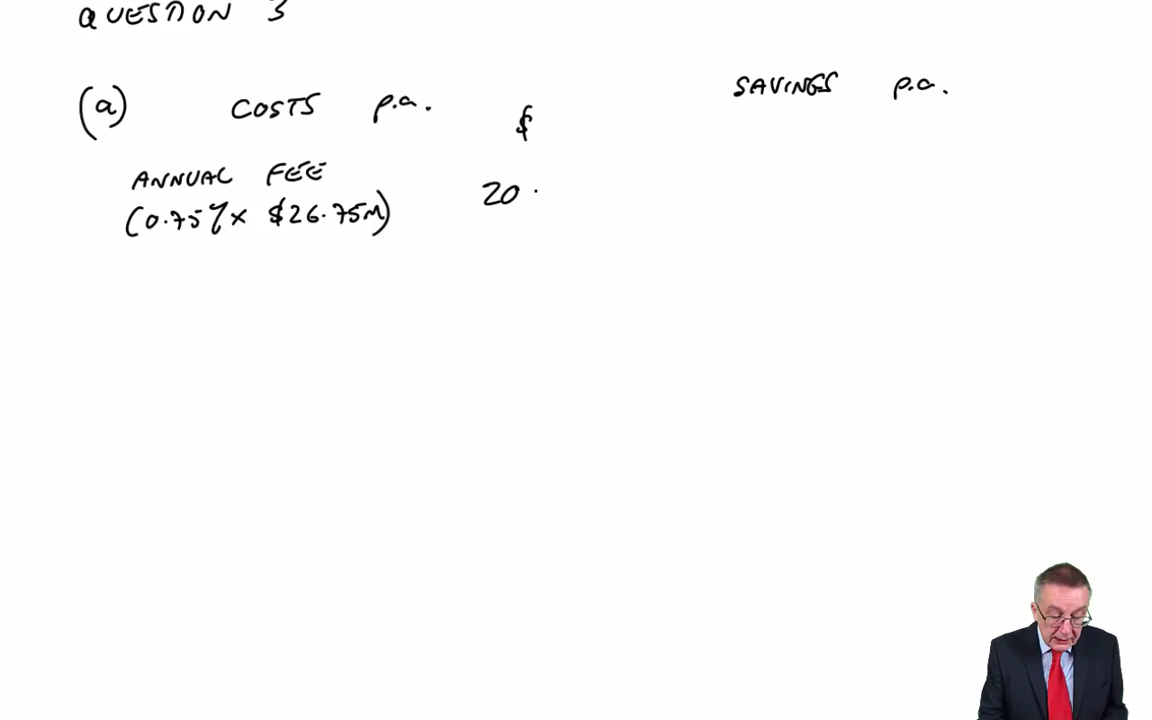 QUESTION 3
(a) COSTS p.a. $
SAVINGS p.a.
ANNUAL FEE
(0.75% x $26.75M) 20.